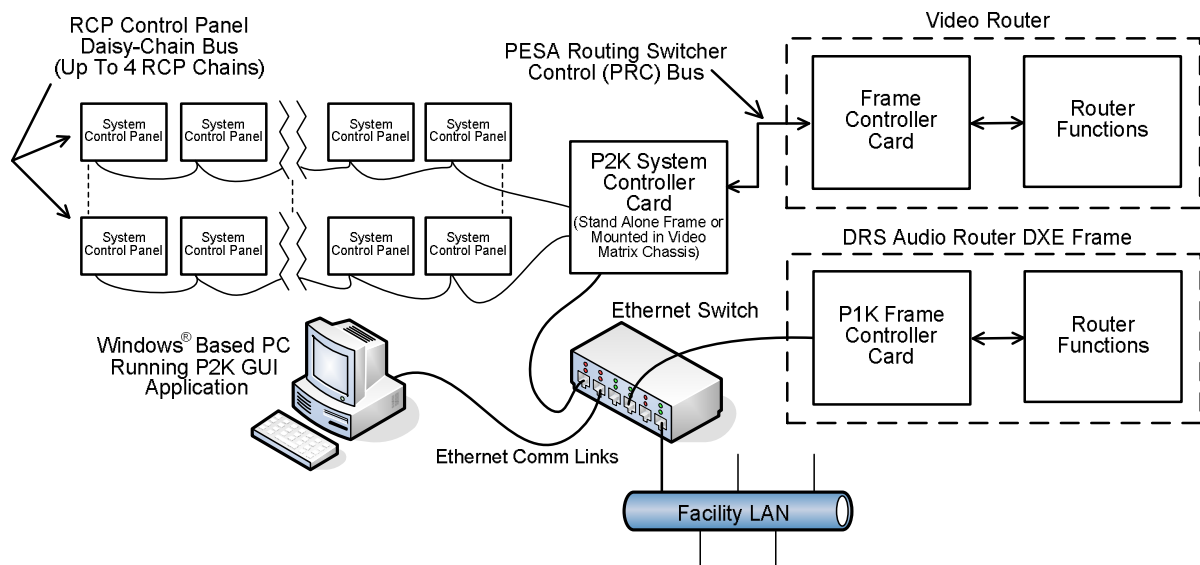 RCP Control Panel
Daisy-Chain Bus
(Up To 4 RCP Chains)
PESA Routing Switcher
Control (PRC) Bus
Video Router
System
Control Panel
System
Control Panel
System
Control Panel
System
Control Panel
Frame
Controller
Card
Router
Functions
P2K System
Controller
Card
(Stand Alone Frame or
Mounted in Video
Matrix Chassis)
System
Control Panel
System
Control Panel
System
Control Panel
System
Control Panel
DRS Audio Router DXE Frame
P1K Frame
Controller
Card
Router
Functions
Ethernet Switch
Windows® Based PC
Running P2K GUI
Application
Ethernet Comm Links
Facility LAN